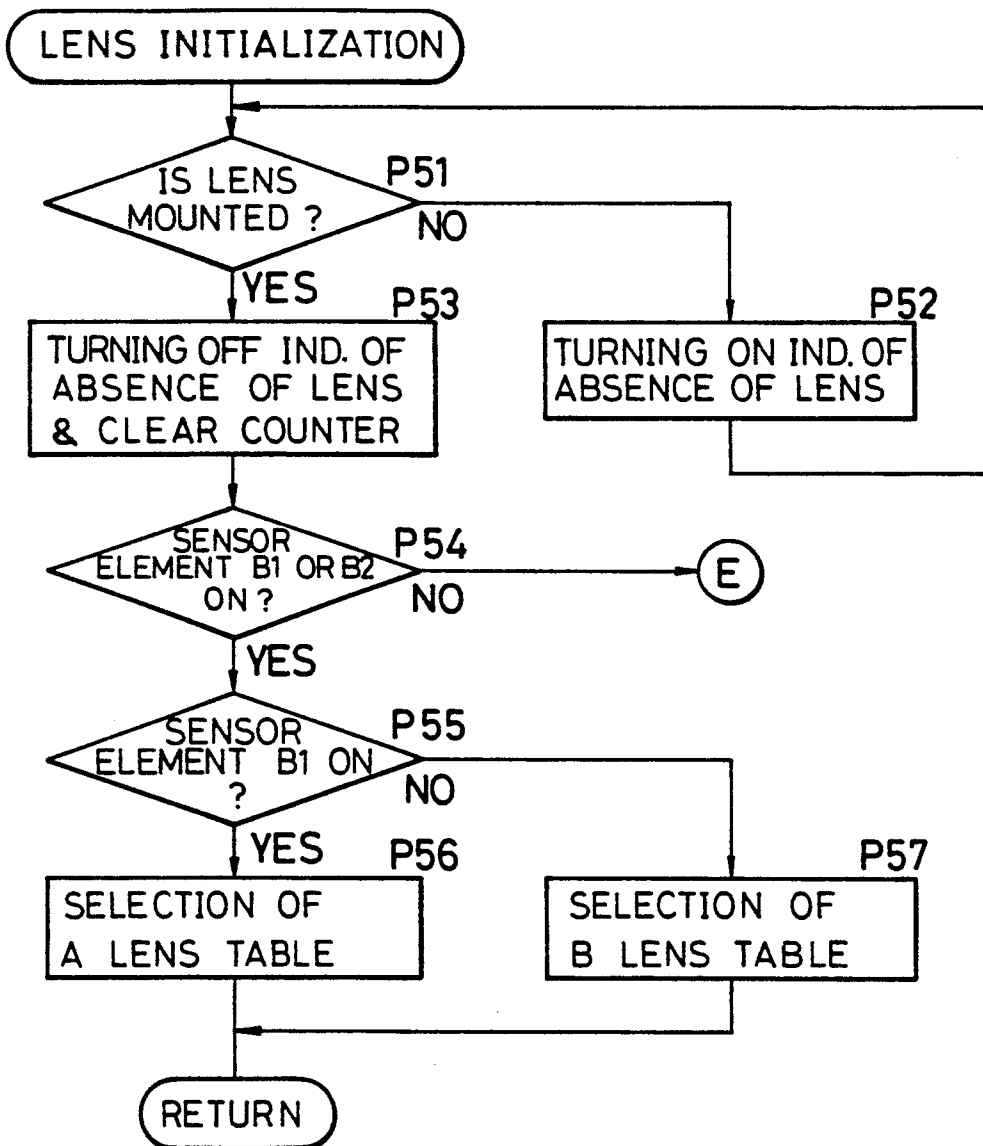 LENS INITIALIZATION
IS LENS
MOUNTED ?
P51
NO
YES
P53
TURNING OFF IND. OF
ABSENCE OF LENS
& CLEAR COUNTER
P52
TURNING ON IND. OF
ABSENCE OF LENS
SENSOR
ELEMENT B1 OR B2
ON ?
P54
NO
E
YES
SENSOR
ELEMENT B1 ON
?
P55
NO
YES
P56
SELECTION OF
A LENS TABLE
P57
SELECTION OF
B LENS TABLE
RETURN